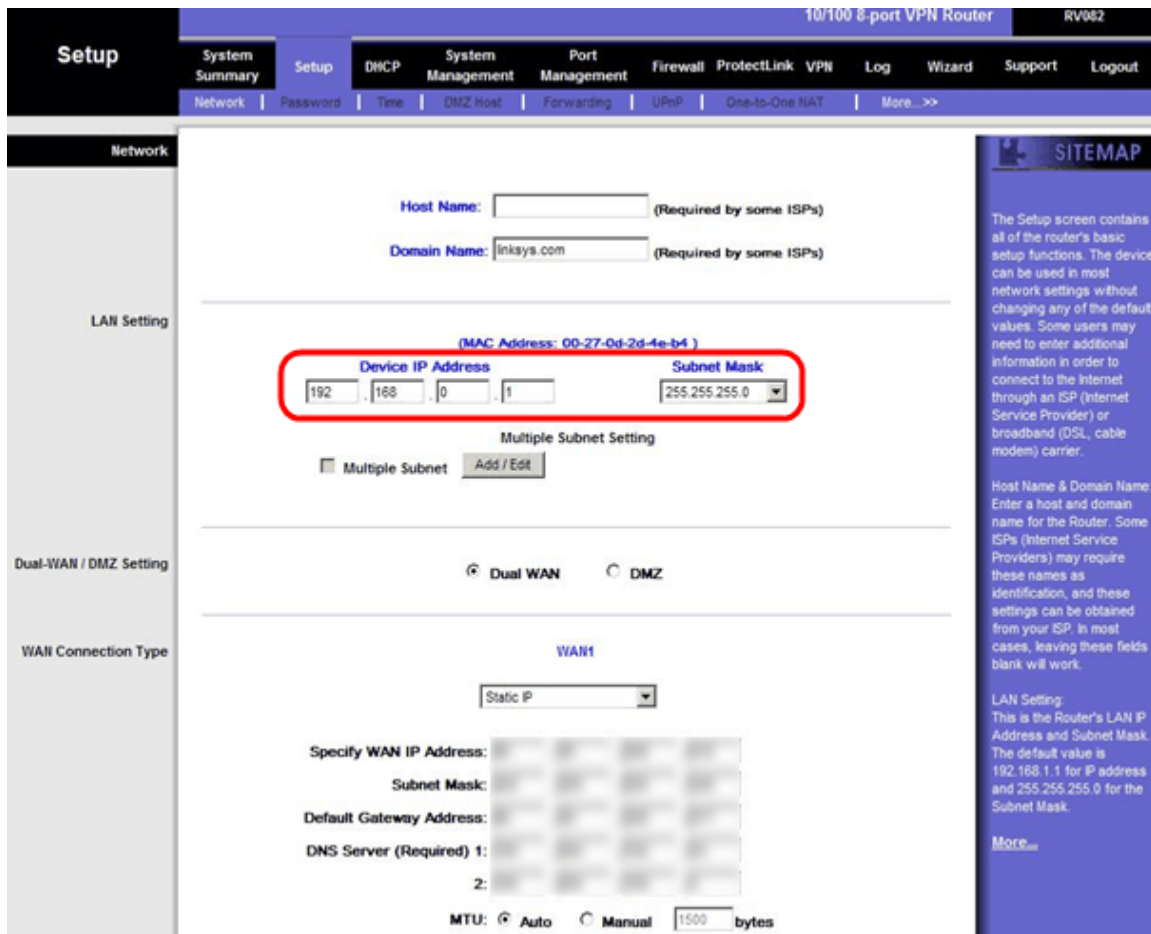 10/100 8-port VPN Router RV082
Setup
System Summary Setup DHCP System Management Port Management Firewall ProtectLink VPN Log Wizard Support Logout
Network | Password | Time | DMZ Host | Forwarding | UPnP | One-to-One NAT | More...>>
Network
Host Name: (Required by some ISPs)
Domain Name: linksys.com (Required by some ISPs)
LAN Setting
(MAC Address: 00-27-0d-2d-4e-b4 )
Device IP Address Subnet Mask
192 . 168 . 0 . 1 255.255.255.0
Multiple Subnet Setting
Multiple Subnet Add / Edit
Dual-WAN / DMZ Setting
Dual WAN DMZ
WAN Connection Type
WAN1
Static IP
Specify WAN IP Address:
Subnet Mask:
Default Gateway Address:
DNS Server (Required) 1:
2:
MTU: Auto Manual 1500 bytes
SITEMAP
The Setup screen contains
all of the router's basic
setup functions. The device
can be used in most
network settings without
changing any of the default
values. Some users may
need to enter additional
information in order to
connect to the Internet
through an ISP (Internet
Service Provider) or
broadband (DSL, cable
modem) carrier.
Host Name & Domain Name:
Enter a host and domain
name for the Router. Some
ISPs (Internet Service
Providers) may require
these names as
identification, and these
settings can be obtained
from your ISP. In most
cases, leaving these fields
blank will work.
LAN Setting:
This is the Router's LAN IP
Address and Subnet Mask.
The default value is
192.168.1.1 for IP address
and 255.255.255.0 for the
Subnet Mask.
More...